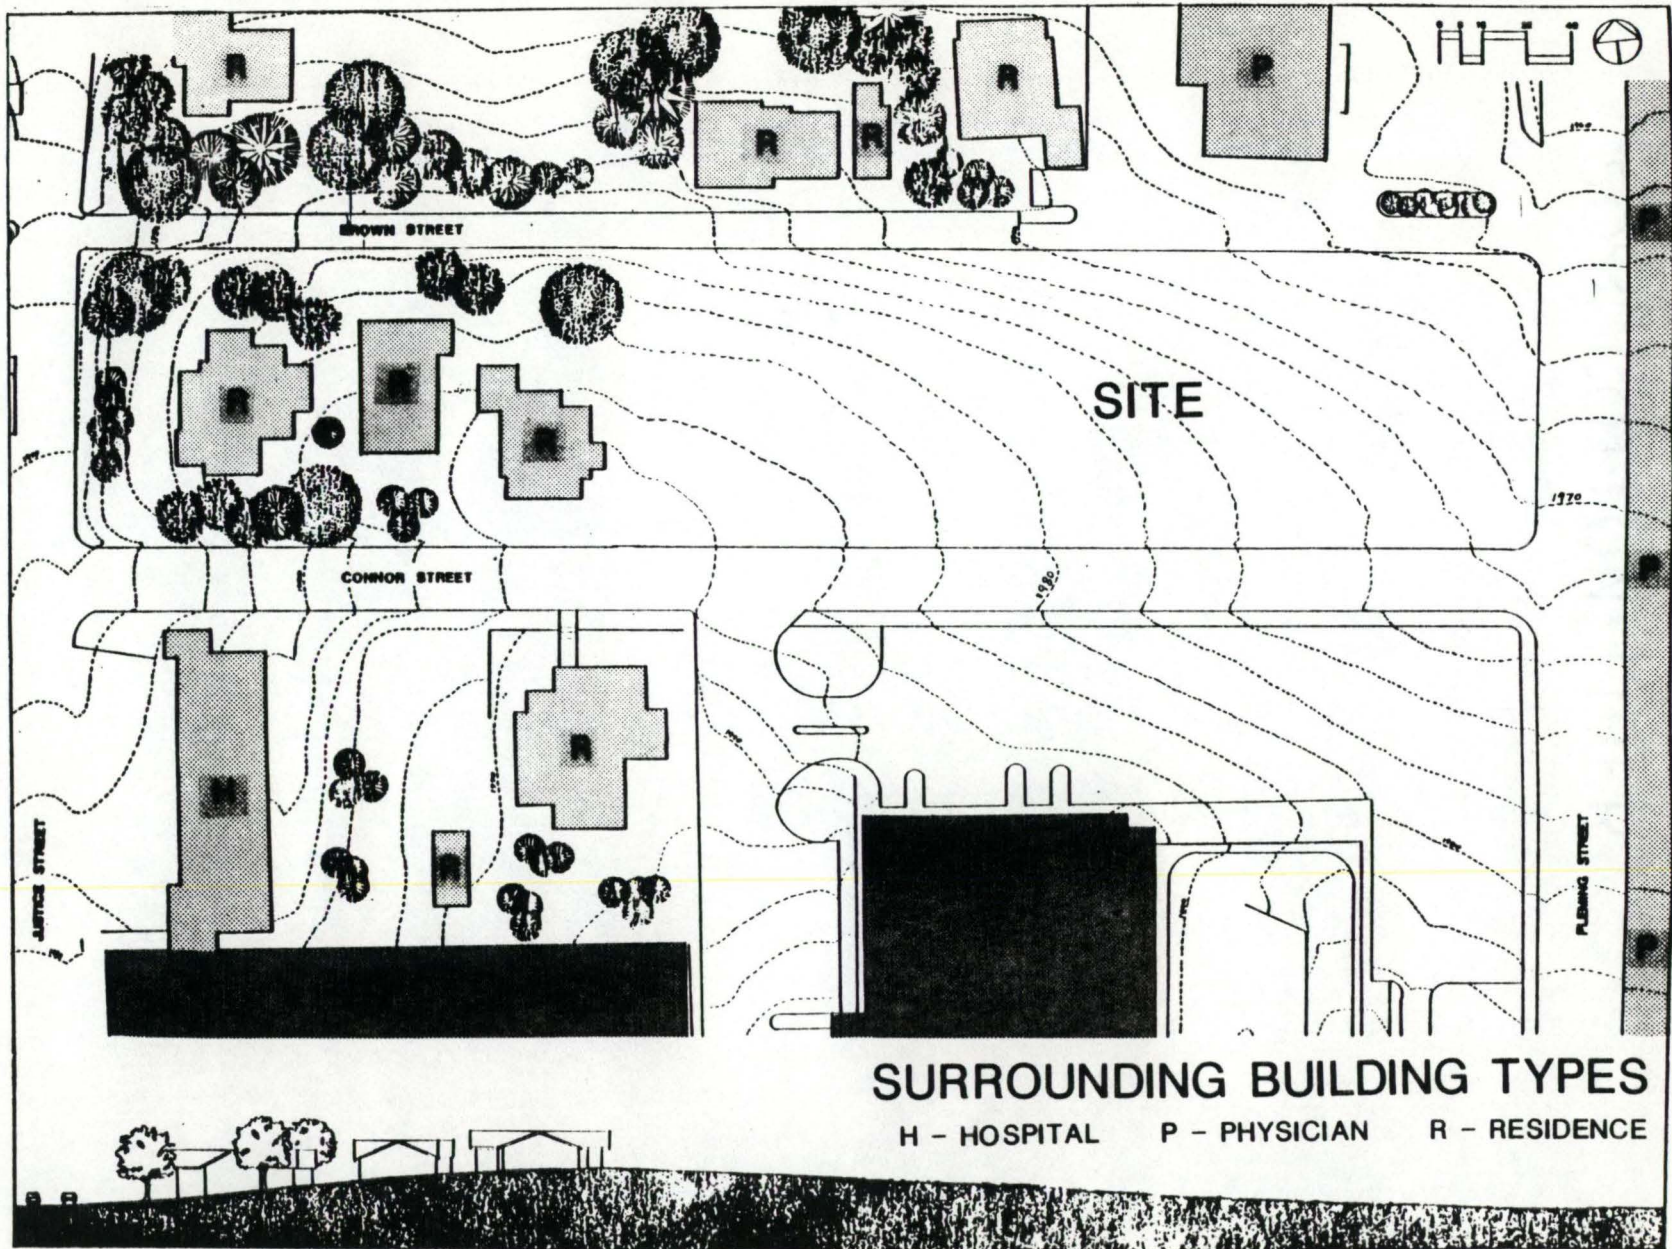 R
R
P
R
R
P
BROWN STREET
SITE
R
R
R
1970
P
CONNOR STREET
1980
R
H
R
JUSTICE STREET
FLEMING STREET
P
SURROUNDING BUILDING TYPES
H - HOSPITAL P - PHYSICIAN R - RESIDENCE